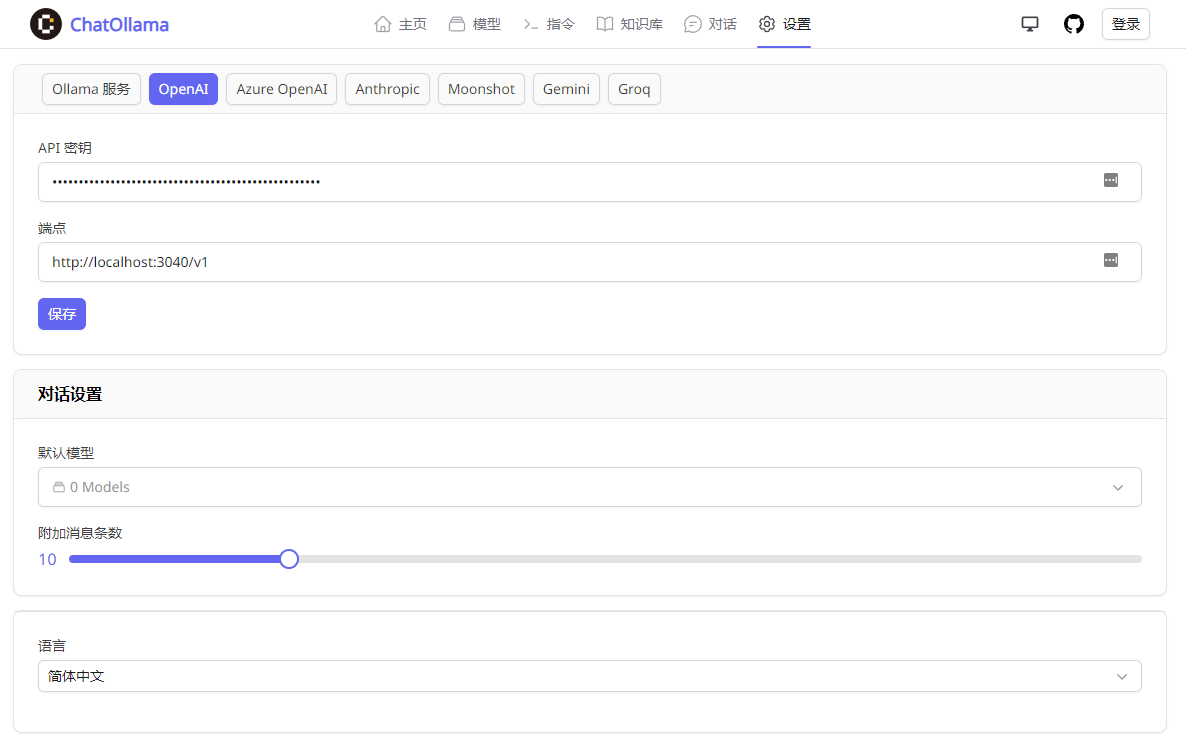 ChatOllama 主页 模型 指令 知识库 对话 设置 登录
Ollama 服务 OpenAI Azure OpenAI Anthropic Moonshot Gemini Groq
API 密钥
••••••••••••••••••••••••••••••••••••••••••••••••••••
端点
http://localhost:3040/v1
保存
对话设置
默认模型
0 Models
附加消息条数
10
语言
简体中文